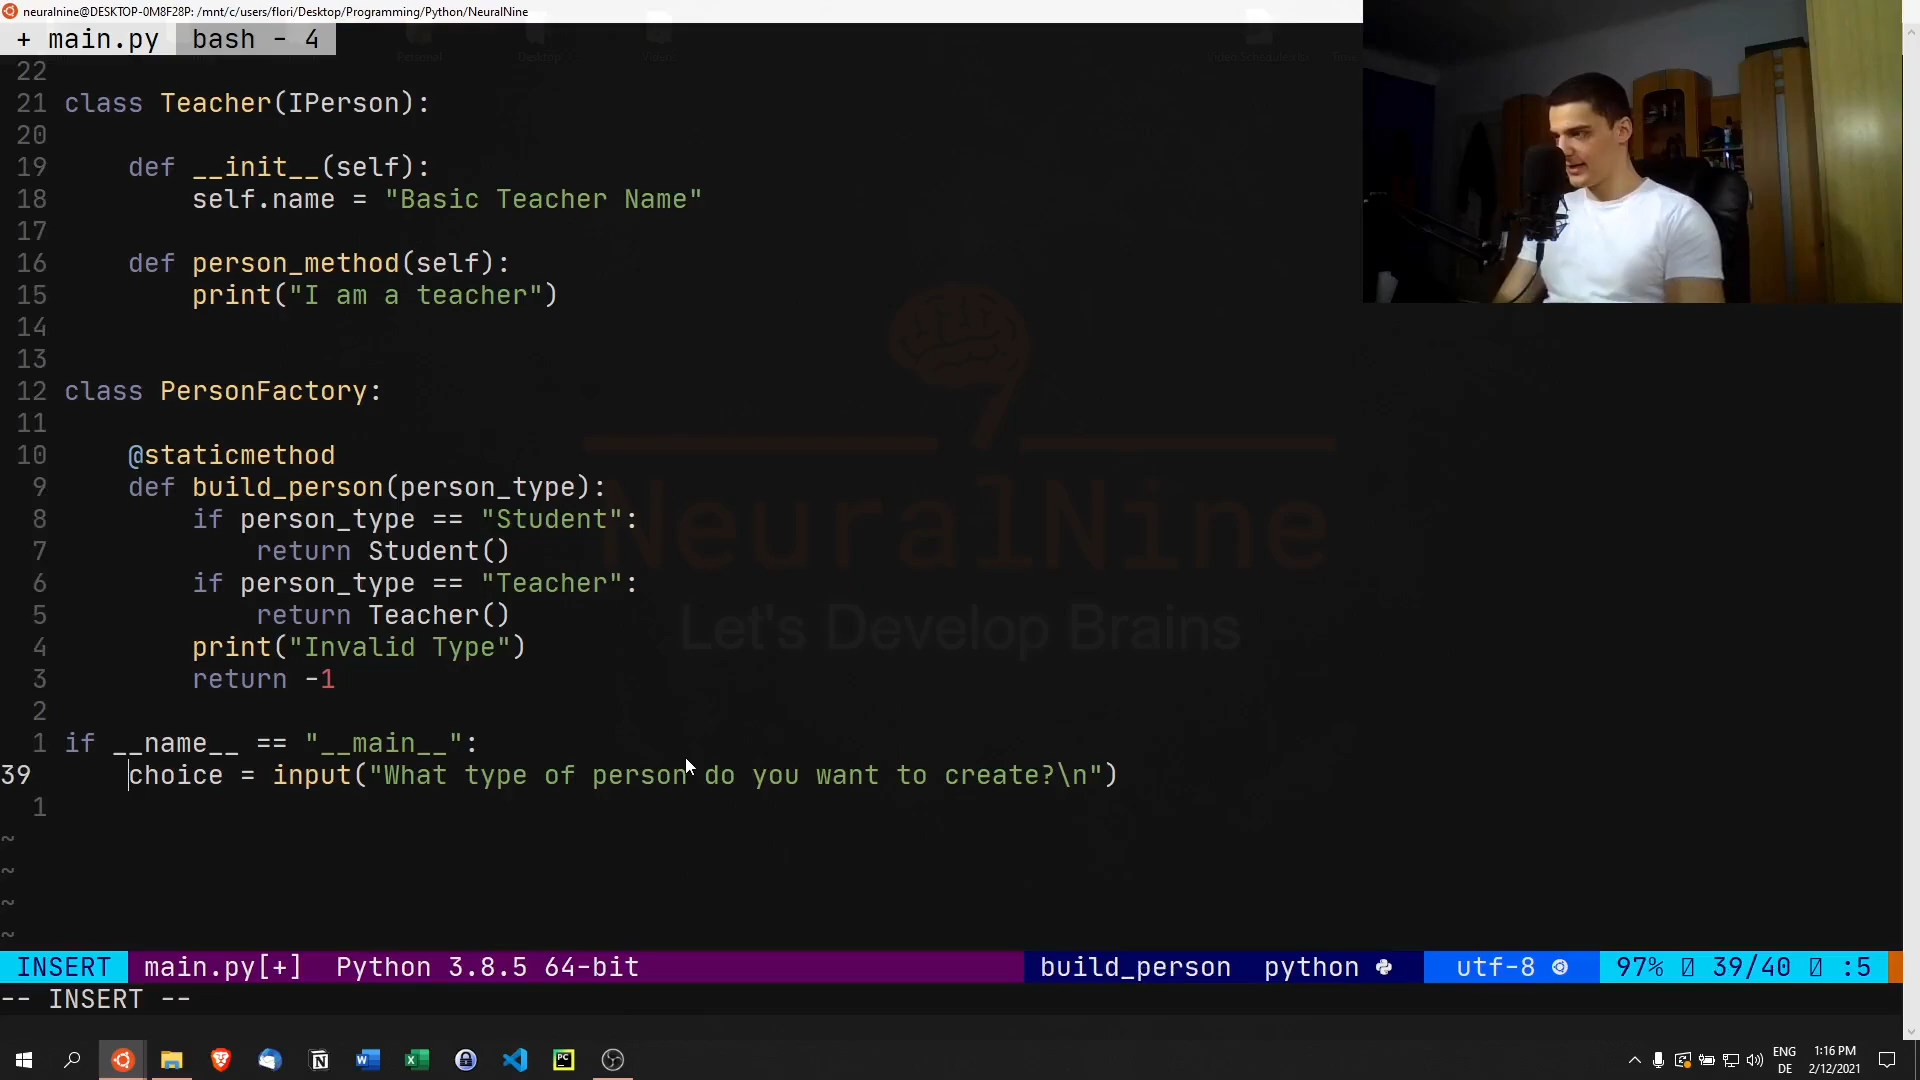 neuralnine@DESKTOP-0M8F28P: /mnt/c/users/flori/Desktop/Programming/Python/NeuralNine
+ main.py bash - 4
Personal Desktop
22
21 class Teacher(IPerson):
20
19 def __init__(self):
18 self.name = "Basic Teacher Name"
17
16 def person_method(self):
15 print("I am a teacher")
14
13
12 class PersonFactory:
11
10 @staticmethod
9 def build_person(person_type):
8 if person_type == "Student":
7 return Student()
6 if person_type == "Teacher":
5 return Teacher()
4 print("Invalid Type")
3 return -1
2
1 if __name__ == "__main__":
39 choice = input("What type of person do you want to create?\n")
1
~
~
~
~
NeuralNine
Let's Develop Brains
INSERT main.py[+] Python 3.8.5 64-bit build_person python utf-8 97% 39/40 :5
-- INSERT --
ENG
DE
1:16 PM
2/12/2021